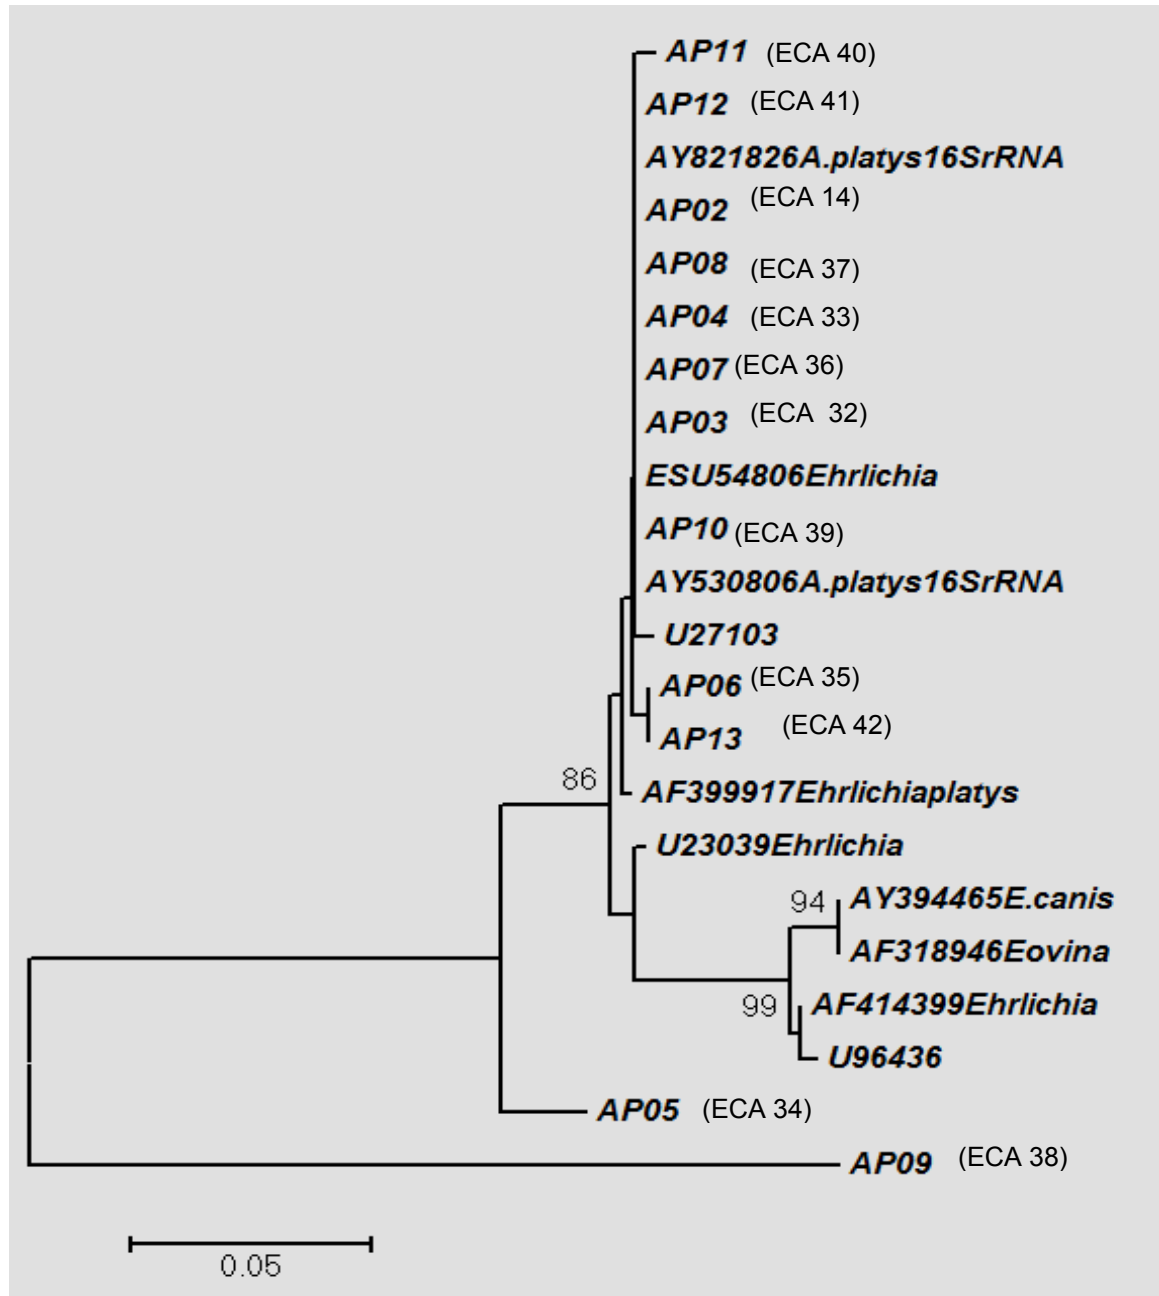 AP11 (ECA 40)
AP12 (ECA 41)
AY821826A.platys16SrRNA
AP02 (ECA 14)
AP08 (ECA 37)
AP04 (ECA 33)
AP07 (ECA 36)
AP03 (ECA 32)
ESU54806Ehrlichia
AP10 (ECA 39)
AY530806A.platys16SrRNA
U27103
AP06 (ECA 35)
AP13 (ECA 42)
86
AF399917Ehrlichiaplatys
U23039Ehrlichia
94 AY394465E.canis
AF318946Eovina
99 AF414399Ehrlichia
U96436
AP05 (ECA 34)
AP09 (ECA 38)
0.05